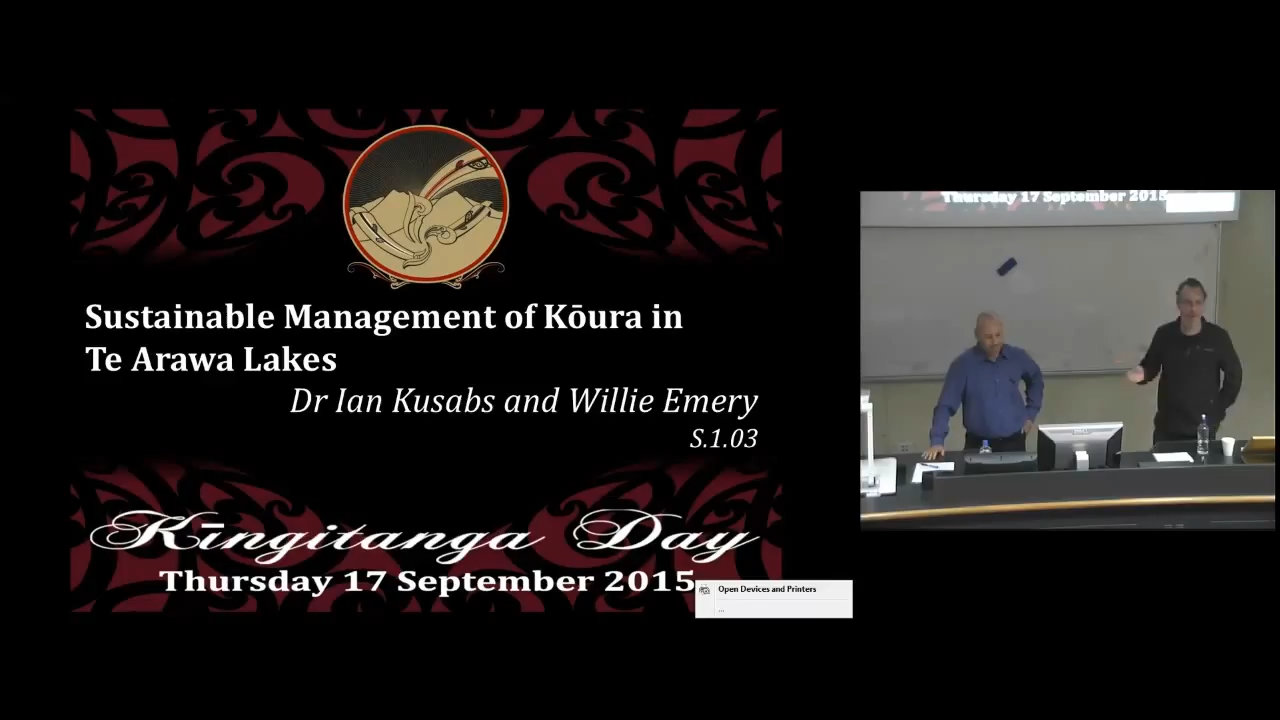 Sustainable Management of Kōura in
Te Arawa Lakes
Dr Ian Kusabs and Willie Emery
S.1.03
Kīngitanga Day
Thursday 17 September 2015
Open Devices and Printers
...
Thursday 17 September 2015